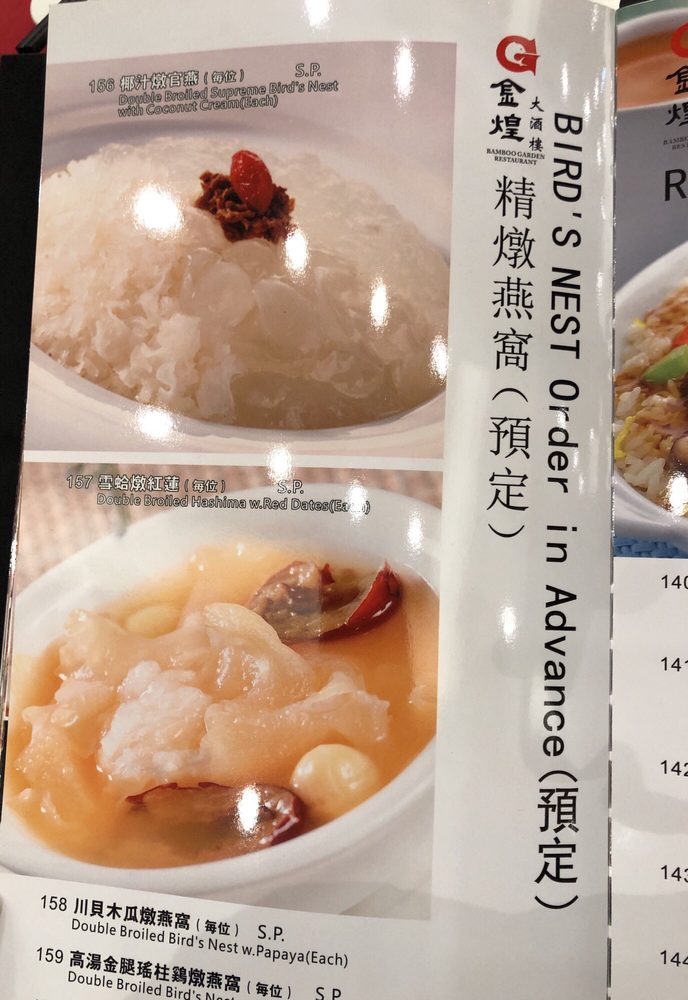 156 椰汁燉官燕 (每位) S.P.
Double Broiled Supreme Bird's Nest
with Coconut Cream(Each)
157 雪蛤燉紅蓮 (每位) S.P.
Double Broiled Hashima w.Red Dates(Each)
158 川貝木瓜燉燕窩 (每位) S.P.
Double Broiled Bird's Nest w.Papaya(Each)
159 高湯金腿瑤柱鷄燉燕窩 (每位) S.P.
Double Broiled Bird's Nest
G
金煌
大酒樓
BAMBOO GARDEN
RESTAURANT
精燉燕窩(預定)
BIRD'S NEST Order in Advance(預定)
R
140
141
142
143
144